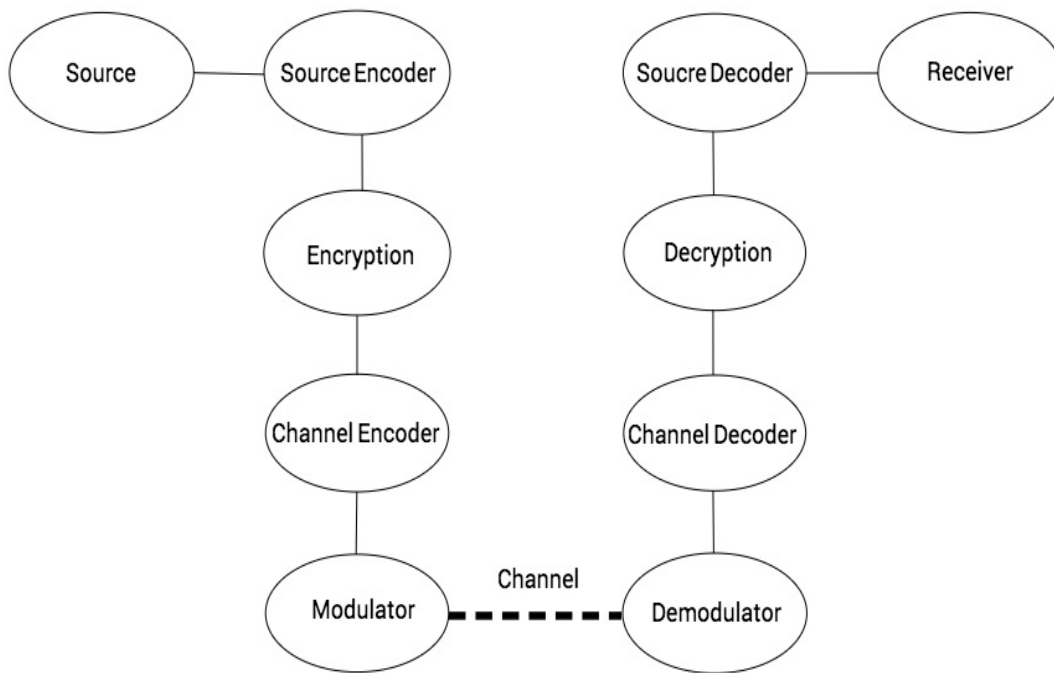 Source
Source Encoder
Soucre Decoder
Receiver
Encryption
Decryption
Channel Encoder
Channel Decoder
Channel
Modulator
Demodulator